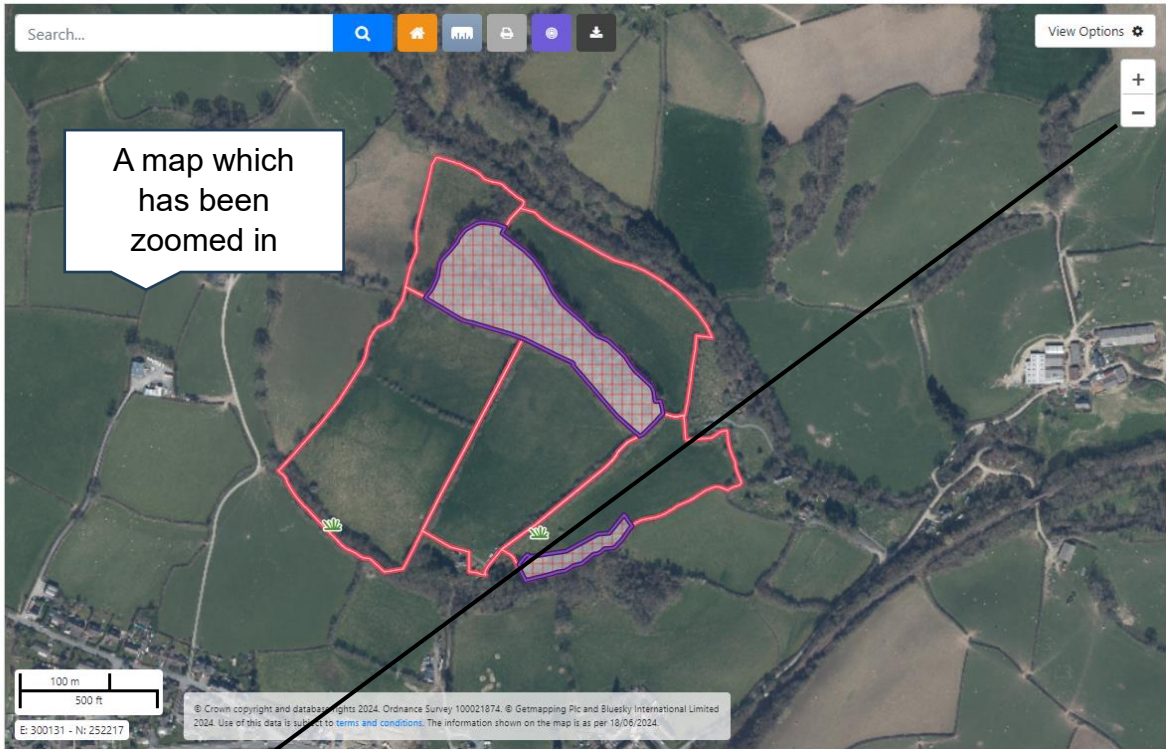 Search...
View Options
+
−
A map which
has been
zoomed in
100 m
500 ft
E: 300131 - N: 252217
© Crown copyright and database rights 2024. Ordnance Survey 100021874. © Getmapping Plc and Bluesky International Limited
2024. Use of this data is subject to terms and conditions. The information shown on the map is as per 18/06/2024.